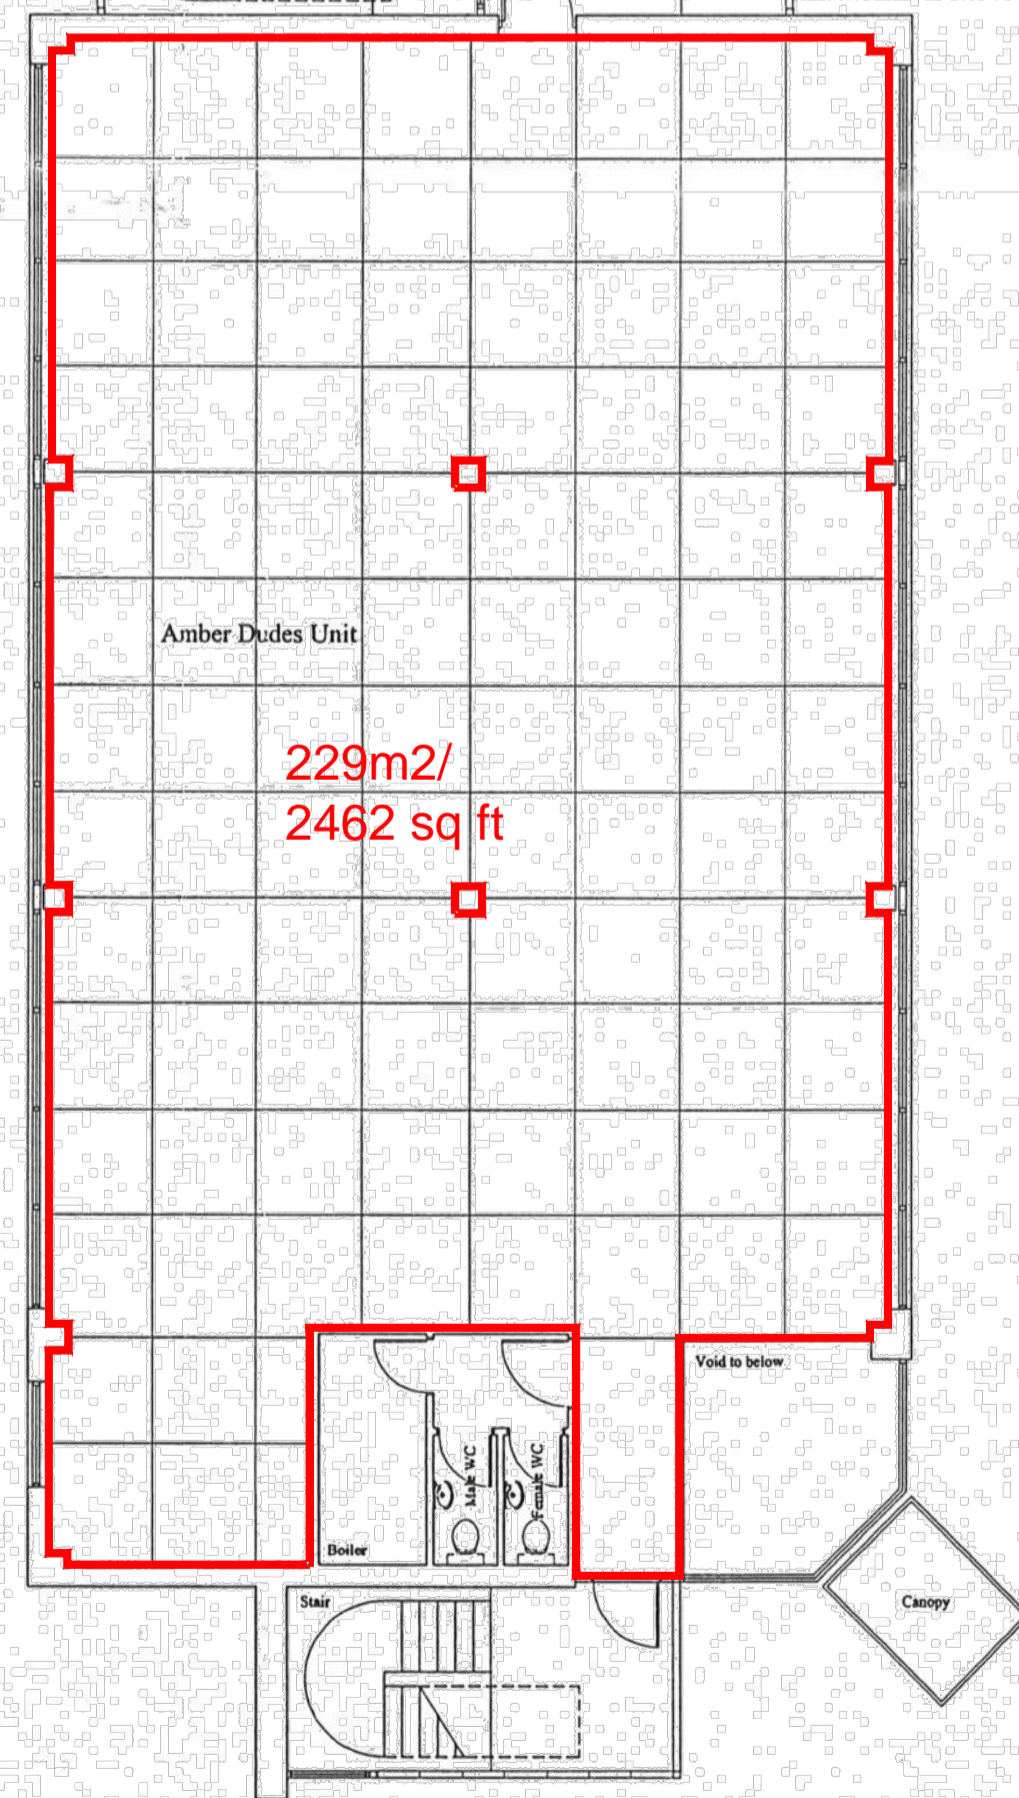 Amber Dudes Unit
229m2/
2462 sq ft
Void to below
Male WC
Female WC
Boiler
Stair
Canopy